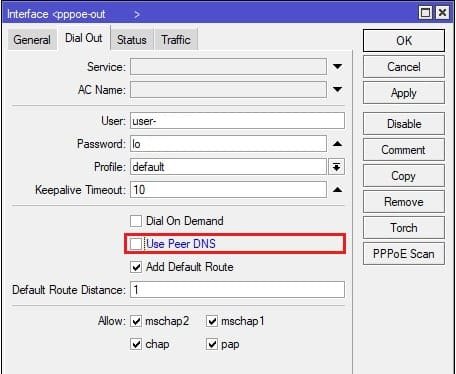 Interface <pppoe-out >
General Dial Out Status Traffic
OK
Service:
Cancel
AC Name:
Apply
User: user-
Disable
Password: lo
Comment
Profile: default
Copy
Keepalive Timeout: 10
Remove
Dial On Demand
Torch
Use Peer DNS
PPPoE Scan
Add Default Route
Default Route Distance: 1
Allow: mschap2 mschap1
chap pap